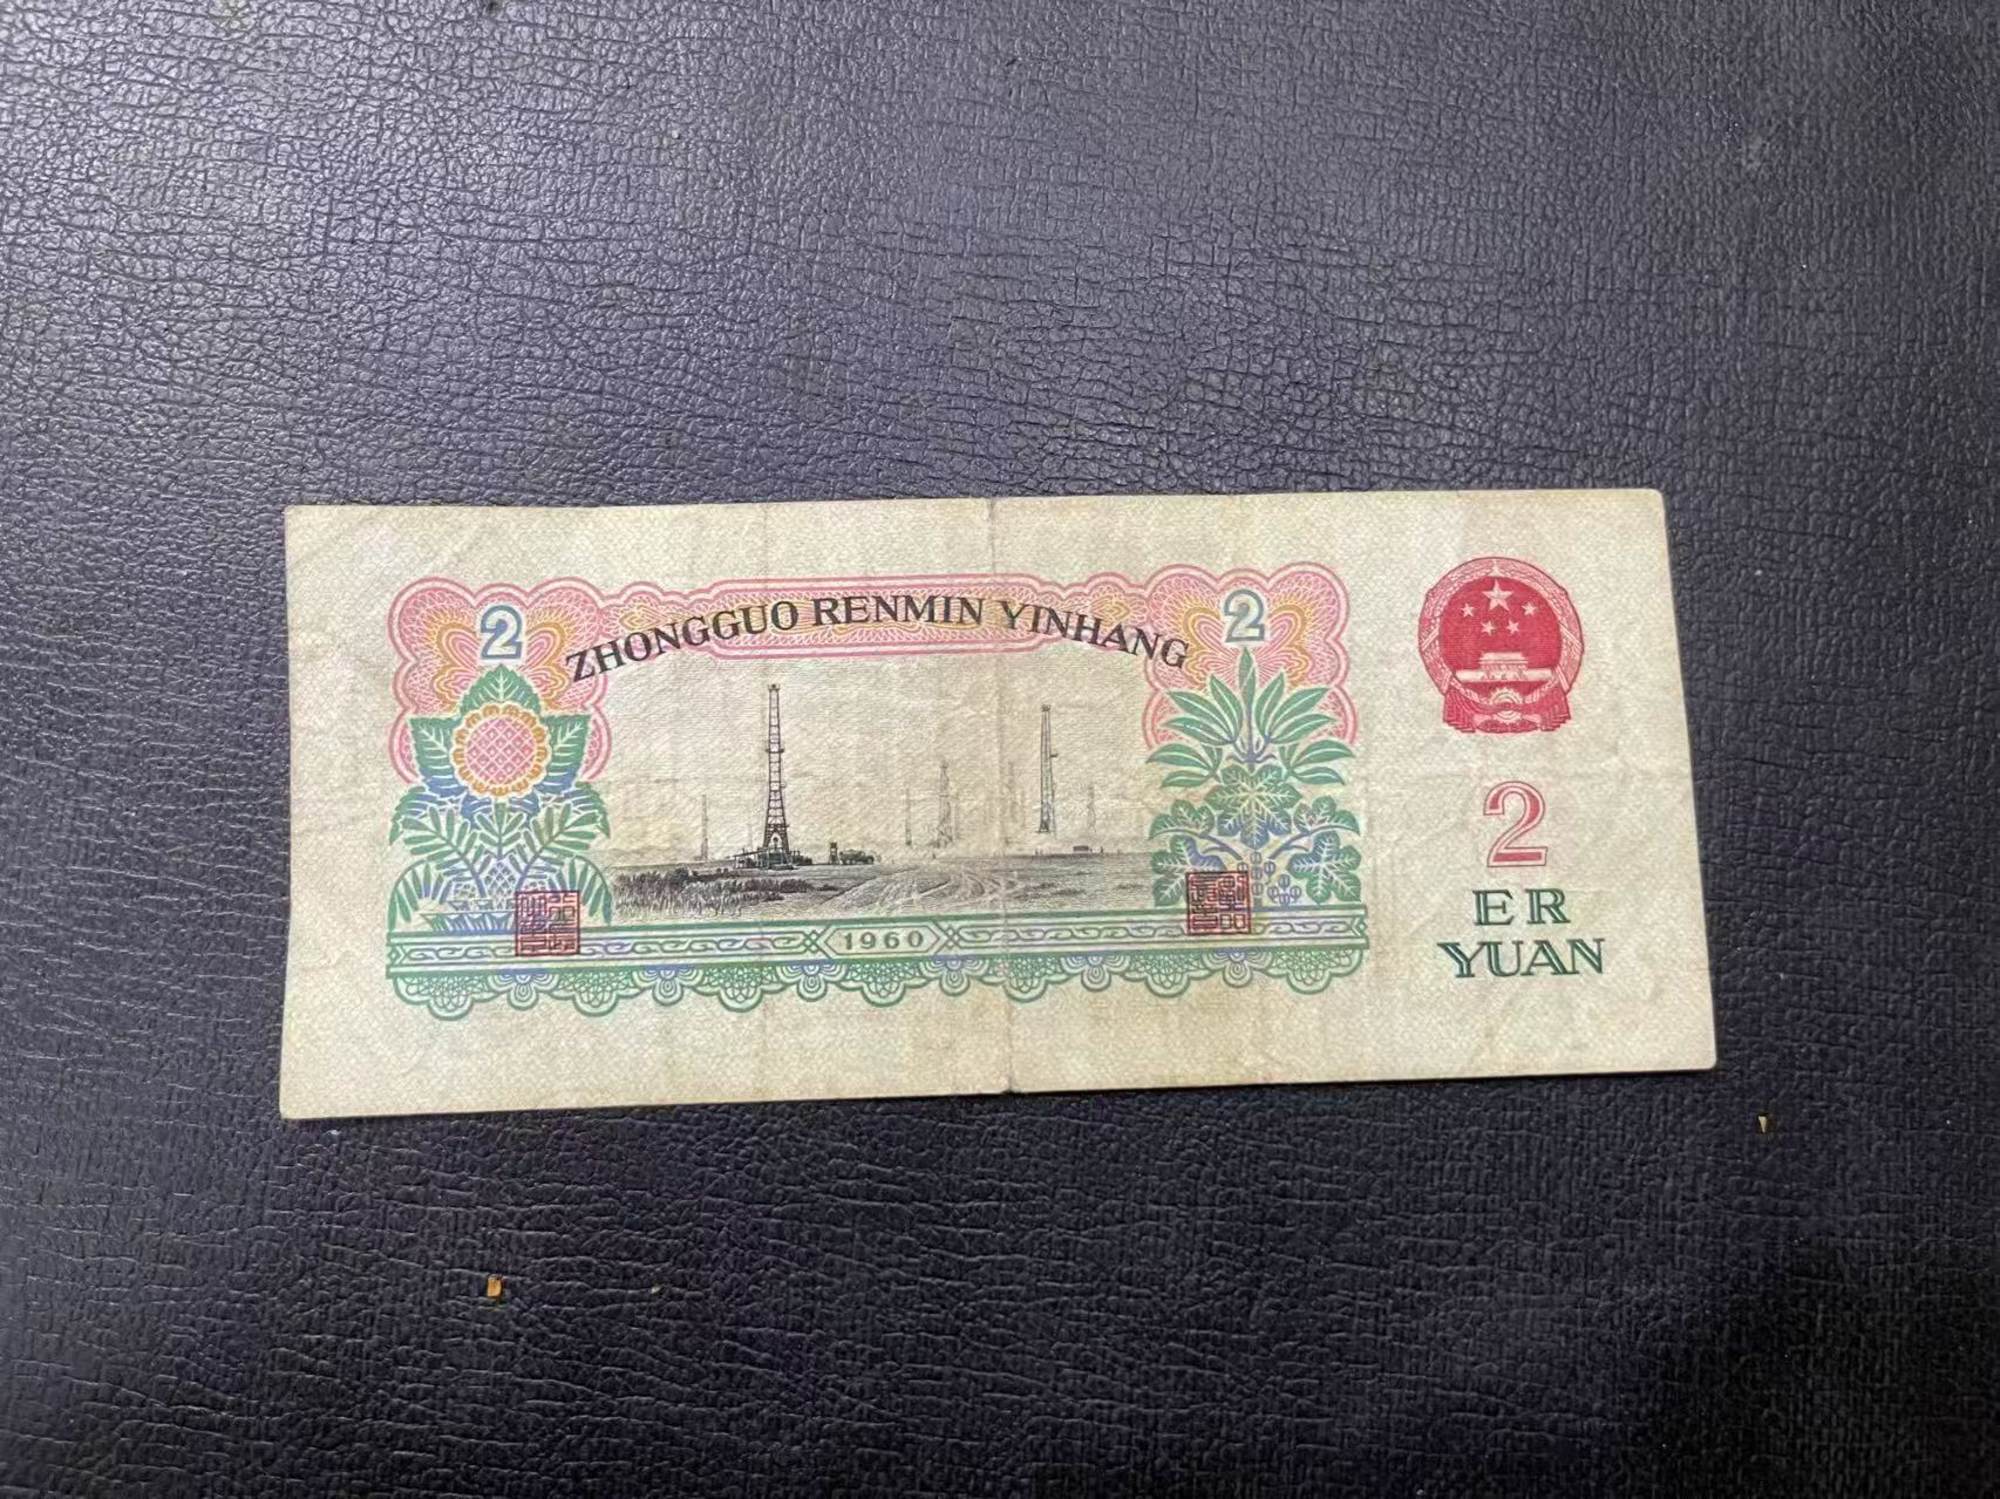 2
ZHONGGUO RENMIN YINHANG
2
1960
2
ER
YUAN